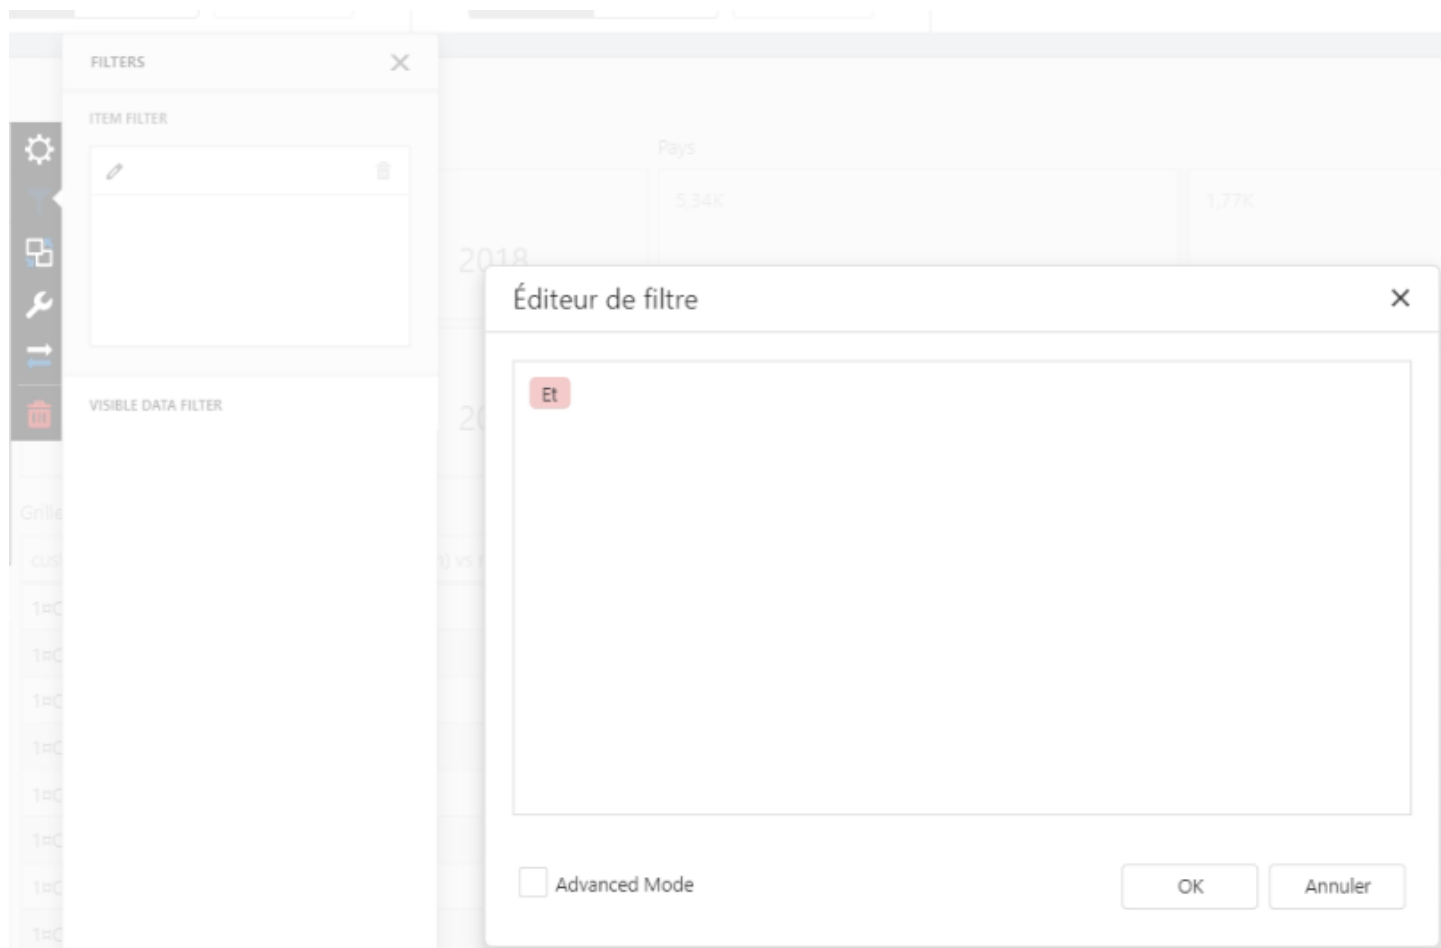 FILTERS
ITEM FILTER
Pays
5,34K
1,77K
2018
Éditeur de filtre
Et
VISIBLE DATA FILTER
Advanced Mode
OK
Annuler